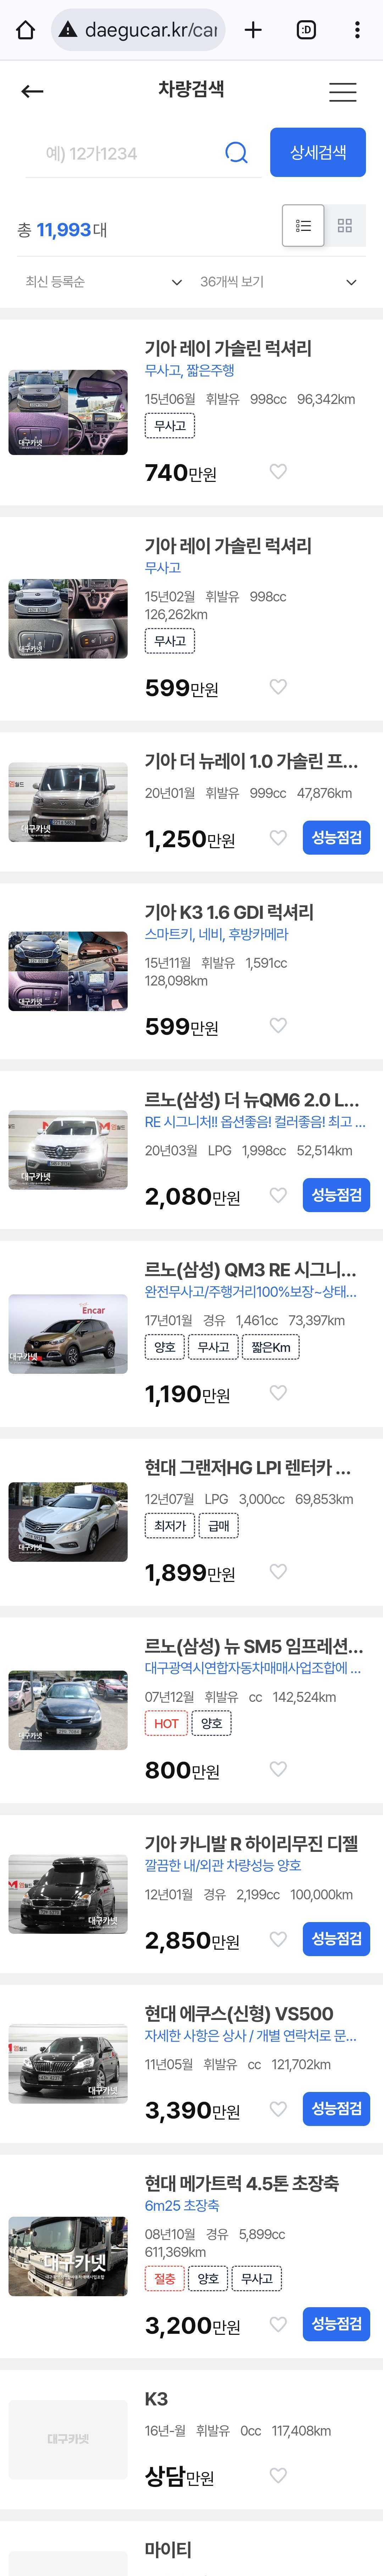 daegucar.kr/car
:D
차량검색
예) 12가1234
상세검색
총 11,993대
최신 등록순
36개씩 보기
기아 레이 가솔린 럭셔리
무사고, 짧은주행
15년06월 휘발유 998cc 96,342km
무사고
대구카넷
740만원
기아 레이 가솔린 럭셔리
무사고
15년02월 휘발유 998cc
126,262km
무사고
대구카넷
599만원
기아 더 뉴레이 1.0 가솔린 프...
20년01월 휘발유 999cc 47,876km
대구카넷
1,250만원
성능점검
기아 K3 1.6 GDI 럭셔리
스마트키, 네비, 후방카메라
15년11월 휘발유 1,591cc
128,098km
대구카넷
599만원
르노(삼성) 더 뉴QM6 2.0 L...
RE 시그니처!! 옵션좋음! 컬러좋음! 최고 ...
20년03월 LPG 1,998cc 52,514km
대구카넷
2,080만원
성능점검
르노(삼성) QM3 RE 시그니...
완전무사고/주행거리100%보장~상태...
17년01월 경유 1,461cc 73,397km
Encar
양호
무사고
짧은Km
대구카넷
1,190만원
현대 그랜저HG LPI 렌터카 ...
12년07월 LPG 3,000cc 69,853km
최저가
급매
대구카넷
1,899만원
르노(삼성) 뉴 SM5 임프레션...
대구광역시연합자동차매매사업조합에 ...
07년12월 휘발유 cc 142,524km
HOT
양호
대구카넷
800만원
기아 카니발 R 하이리무진 디젤
깔끔한 내/외관 차량성능 양호
12년01월 경유 2,199cc 100,000km
대구카넷
2,850만원
성능점검
현대 에쿠스(신형) VS500
자세한 사항은 상사 / 개별 연락처로 문...
11년05월 휘발유 cc 121,702km
대구카넷
3,390만원
성능점검
현대 메가트럭 4.5톤 초장축
6m25 초장축
08년10월 경유 5,899cc
611,369km
대구카넷
절충
양호
무사고
3,200만원
성능점검
K3
16년-월 휘발유 0cc 117,408km
대구카넷
상담만원
마이티